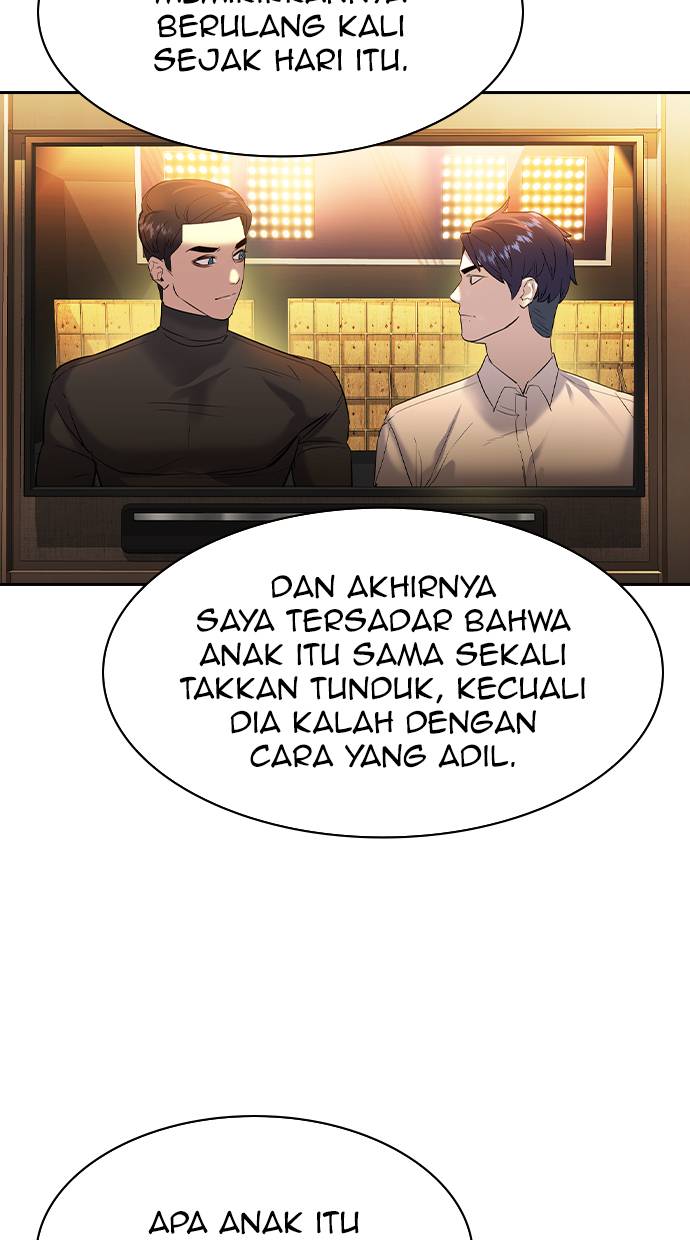 BERULANG KALI
SEJAK HARI ITU.
DAN AKHIRNYA
SAYA TERSADAR BAHWA
ANAK ITU SAMA SEKALI
TAKKAN TUNDUK, KECUALI
DIA KALAH DENGAN
CARA YANG ADIL.
APA ANAK ITU